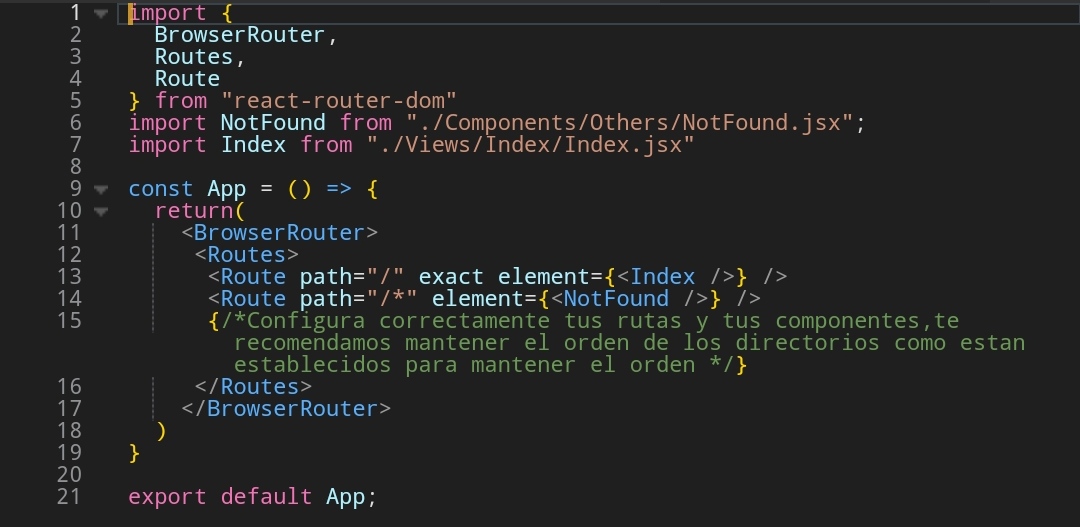 1 import {
2 BrowserRouter,
3 Routes,
4 Route
5 } from "react-router-dom"
6 import NotFound from "./Components/Others/NotFound.jsx";
7 import Index from "./Views/Index/Index.jsx"
8
9 const App = () => {
10 return(
11 <BrowserRouter>
12 <Routes>
13 <Route path="/" exact element={<Index />} />
14 <Route path="/*" element={<NotFound />} />
15 {/*Configura correctamente tus rutas y tus componentes,te
recomendamos mantener el orden de los directorios como estan
establecidos para mantener el orden */}
16 </Routes>
17 </BrowserRouter>
18 )
19 }
20
21 export default App;